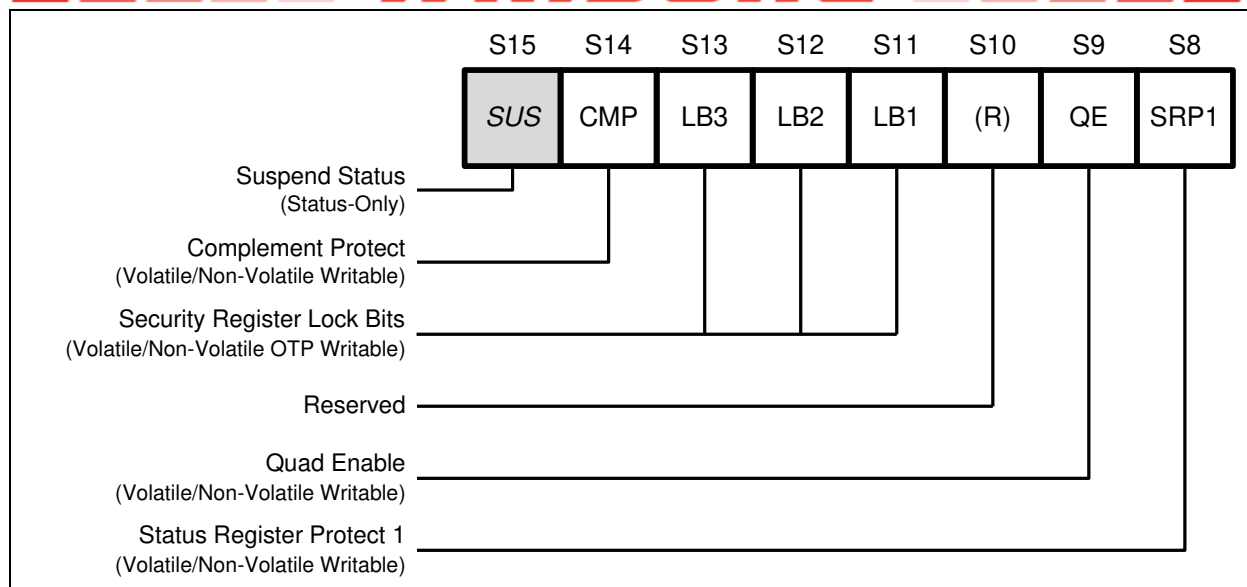 S15 S14 S13 S12 S11 S10 S9 S8
SUS CMP LB3 LB2 LB1 (R) QE SRP1
Suspend Status
(Status-Only)
Complement Protect
(Volatile/Non-Volatile Writable)
Security Register Lock Bits
(Volatile/Non-Volatile OTP Writable)
Reserved
Quad Enable
(Volatile/Non-Volatile Writable)
Status Register Protect 1
(Volatile/Non-Volatile Writable)